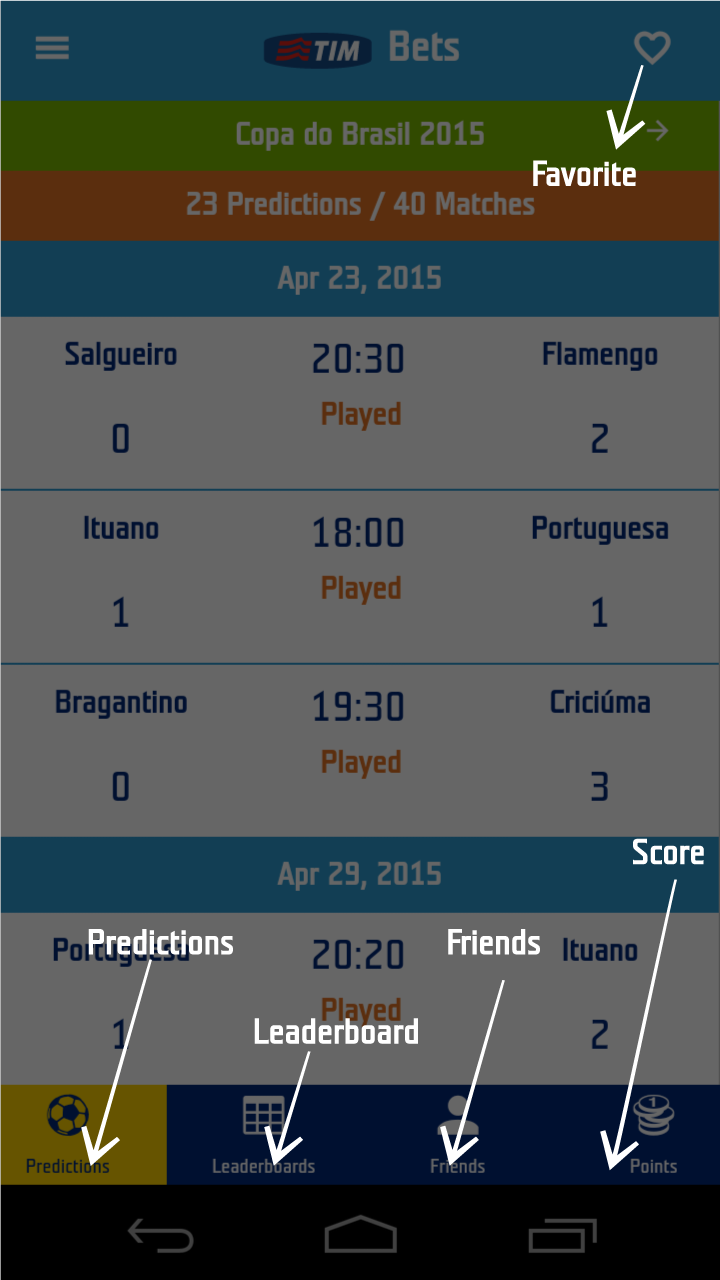 TIM Bets
Copa do Brasil 2015
Favorite
23 Predictions / 40 Matches
Apr 23, 2015
Salgueiro 20:30 Flamengo
Played
0 2
Ituano 18:00 Portuguesa
Played
1 1
Bragantino 19:30 Criciúma
Played
0 3
Score
Apr 29, 2015
Predictions Friends
Portuguesa 20:20 Ituano
Played
Leaderboard
1 2
1
Predictions Leaderboards Friends Points